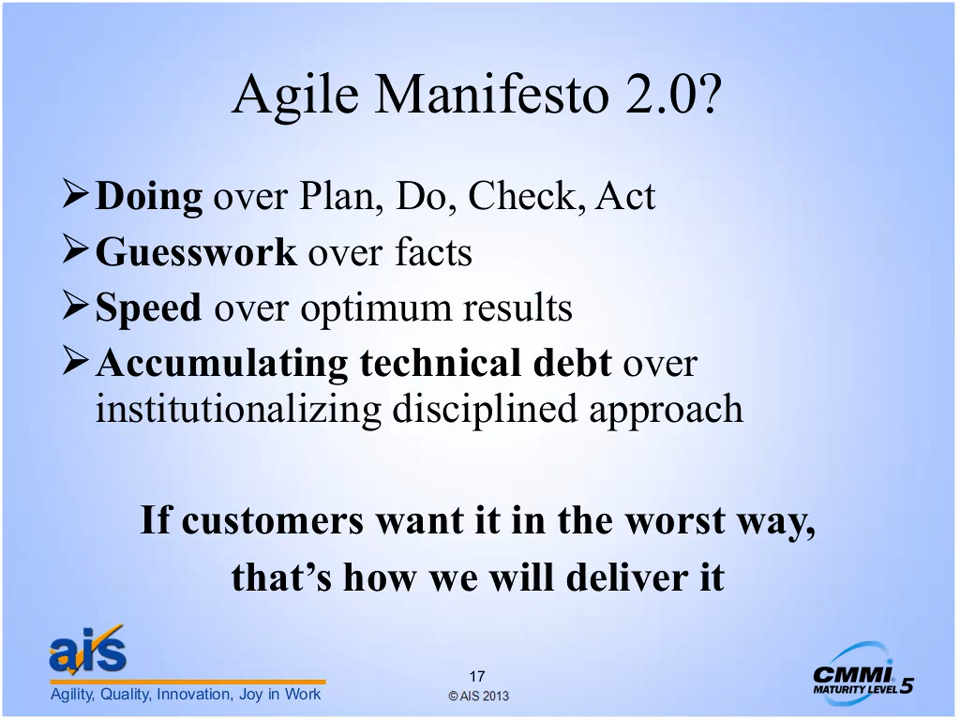 Agile Manifesto 2.0?
➢ Doing over Plan, Do, Check, Act
➢ Guesswork over facts
➢ Speed over optimum results
➢ Accumulating technical debt over
institutionalizing disciplined approach
If customers want it in the worst way,
that’s how we will deliver it
ais
Agility, Quality, Innovation, Joy in Work
17
© AIS 2013
CMMI
MATURITY LEVEL 5